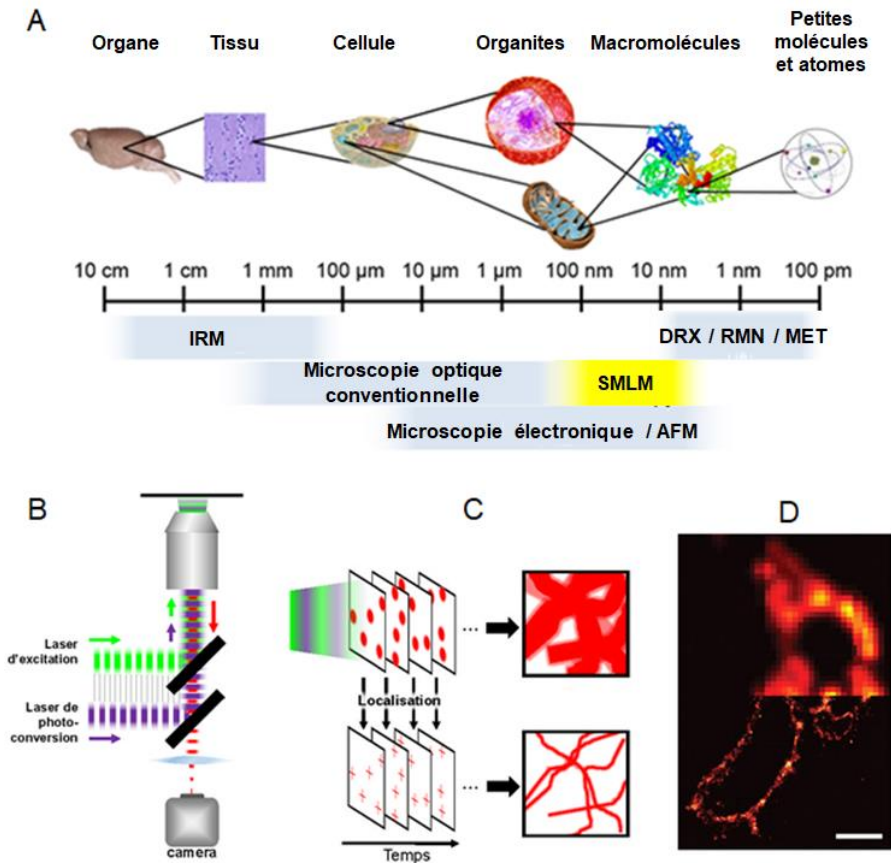 A
Organe Tissu Cellule Organites Macromolécules Petites
molécules
et atomes
10 cm 1 cm 1 mm 100 µm 10 µm 1 µm 100 nm 10 nm 1 nm 100 pm
IRM DRX / RMN / MET
Microscopie optique
conventionnelle
SMLM
Microscopie électronique / AFM
B
Laser
d'excitation
Laser de
photo-
conversion
camera
C
...
Localisation
...
Temps
D